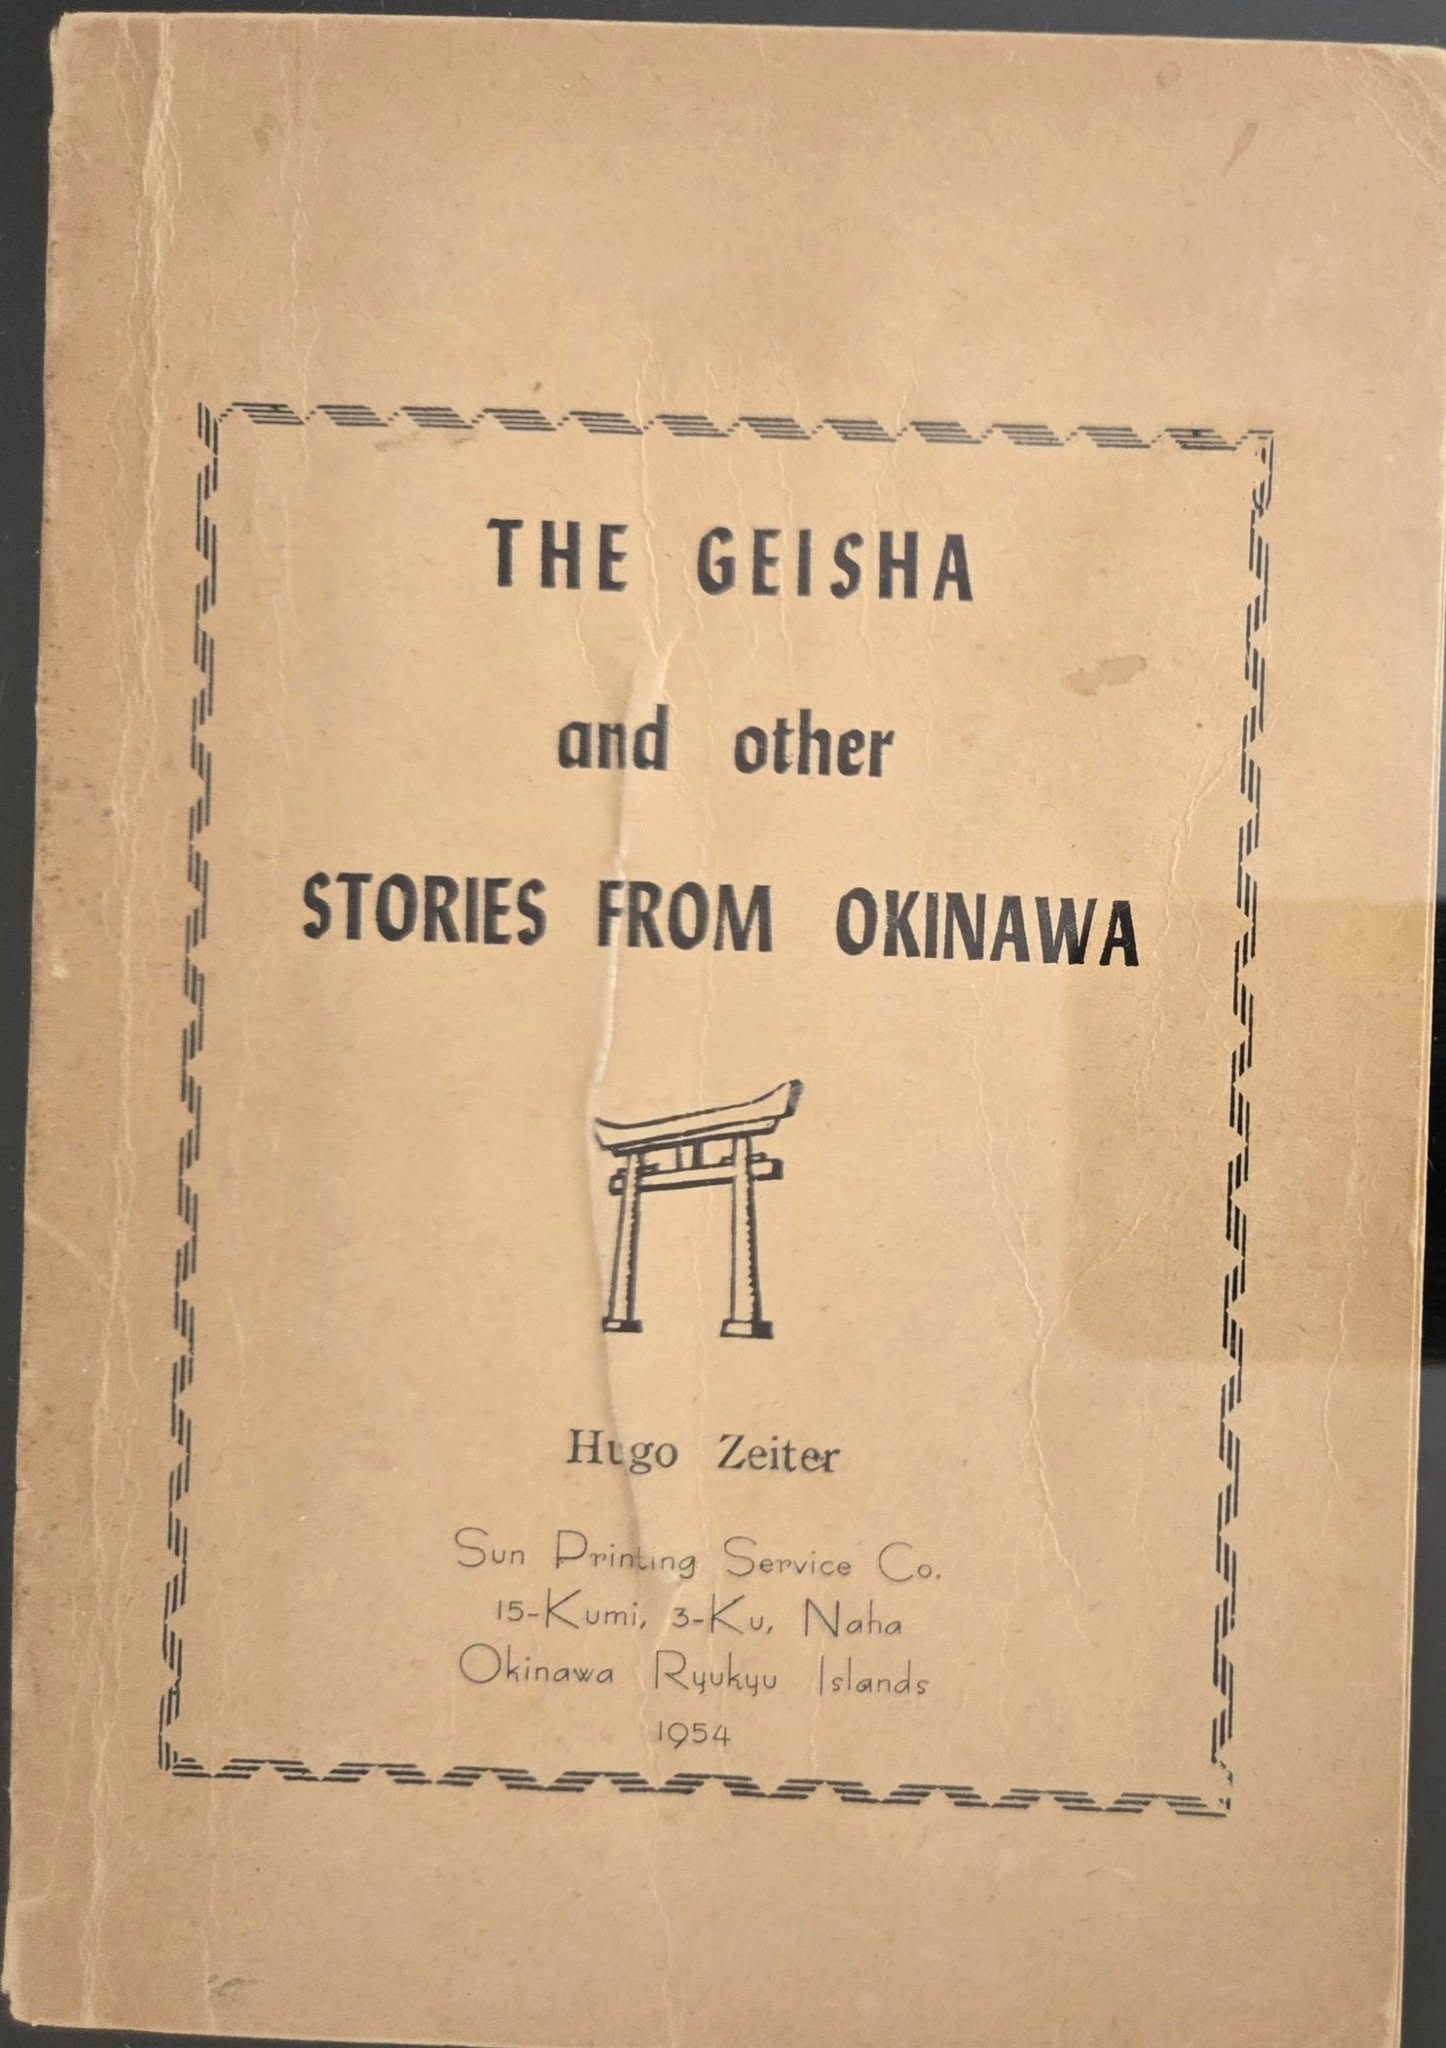 THE GEISHA
and other
STORIES FROM OKINAWA
Hugo Zeiter
Sun Printing Service Co.
15-Kumi, 3-Ku, Naha
Okinawa Ryukyu Islands
1954